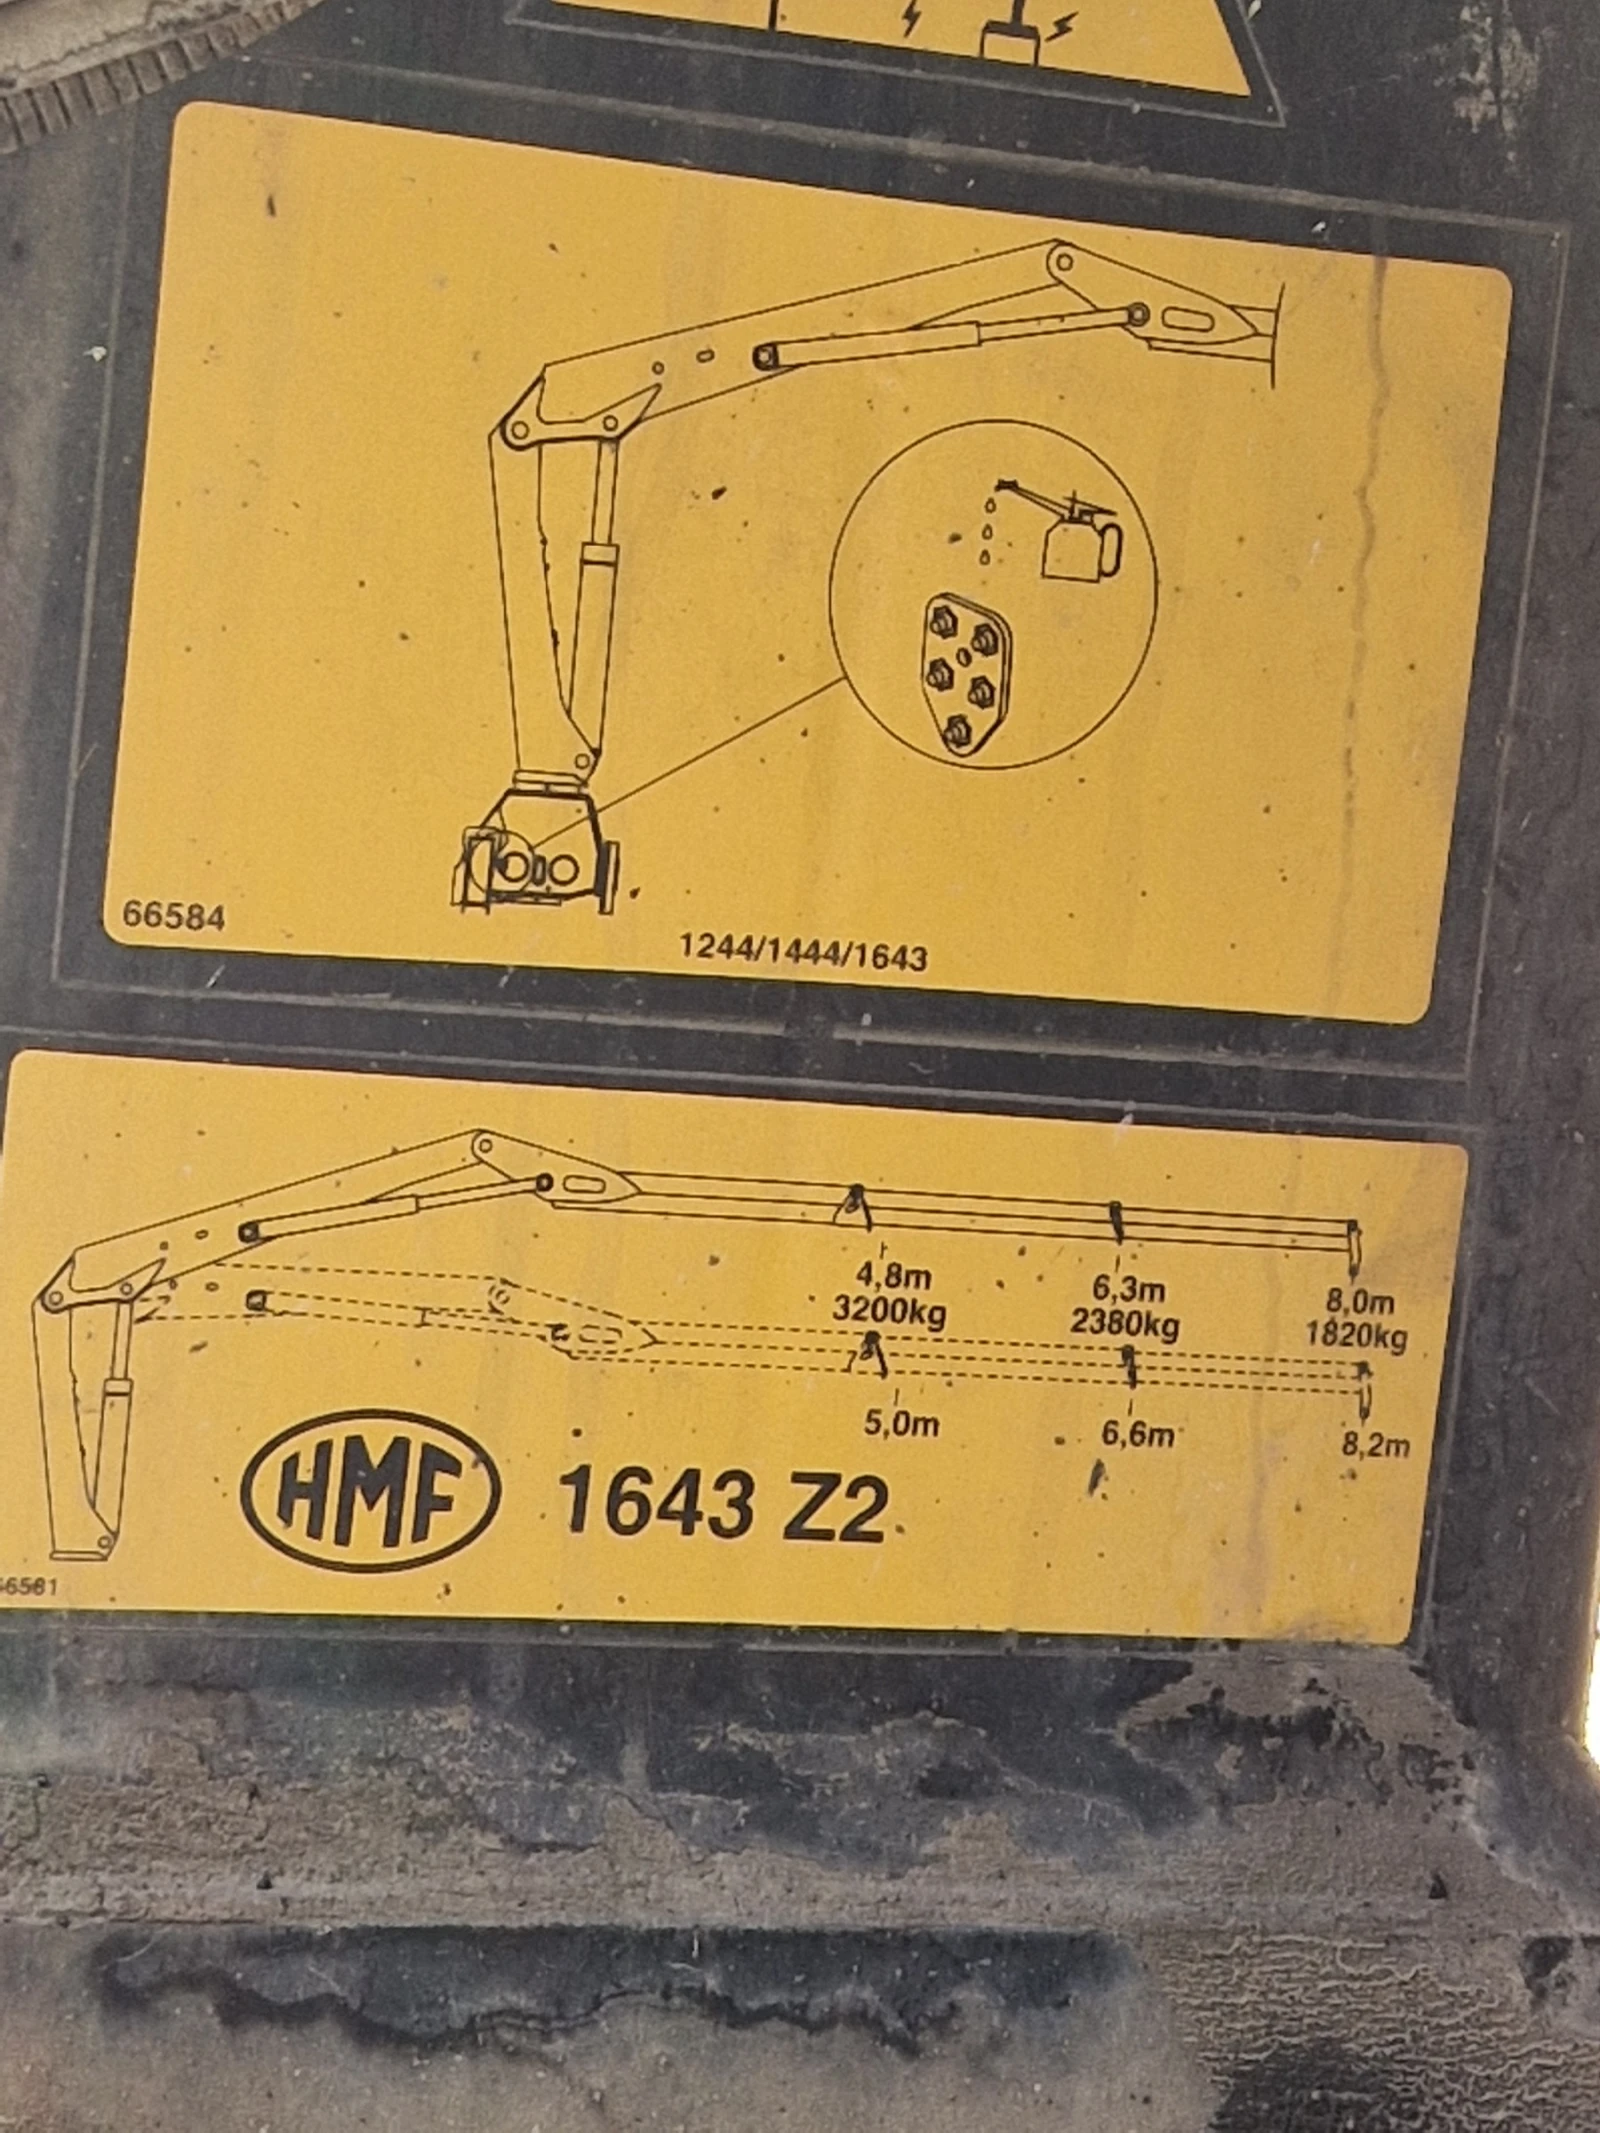 66584
1244/1444/1643
4,8m
3200kg
6,3m
2380kg
8,0m
1820kg
5,0m
6,6m
8,2m
HMF 1643 Z2